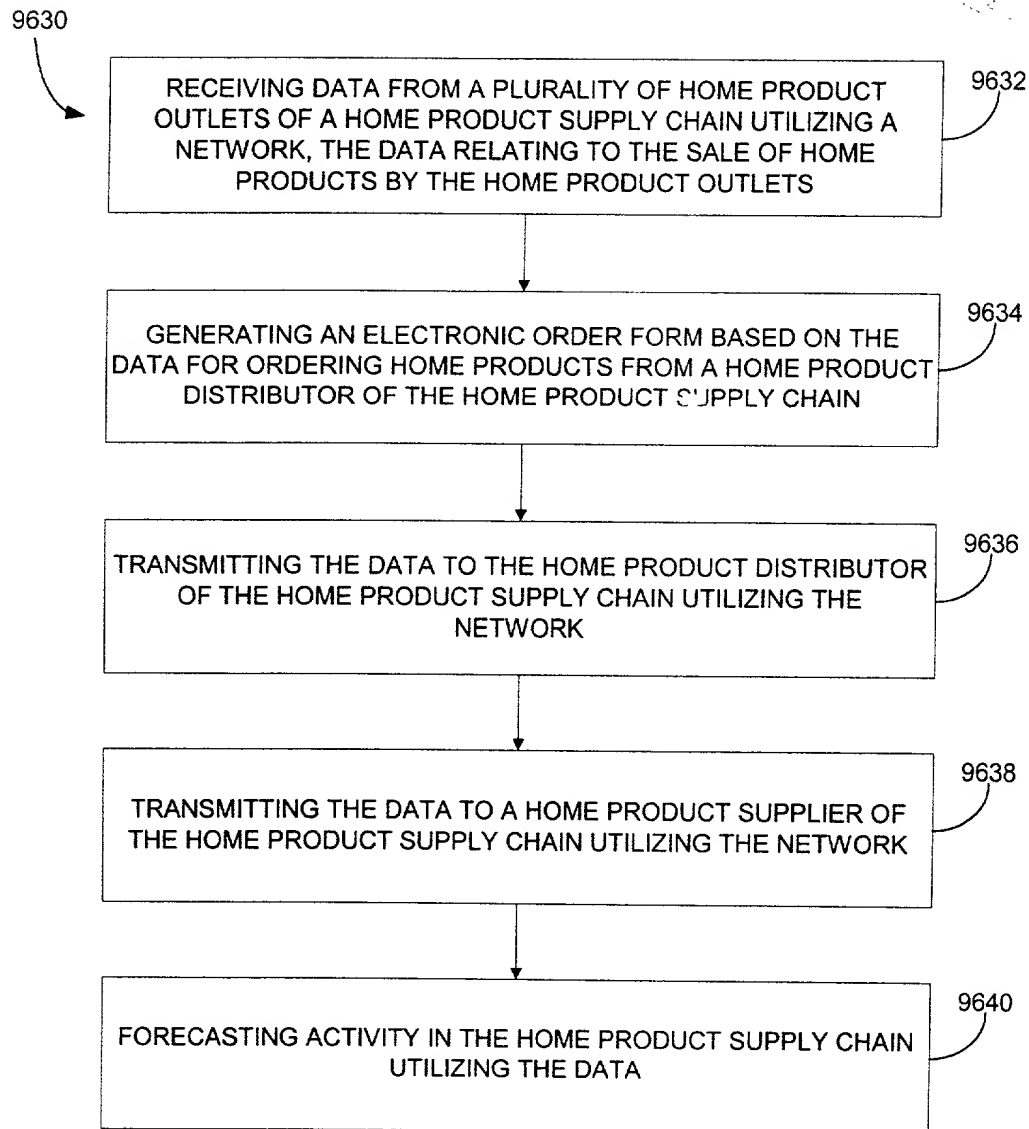 9630
RECEIVING DATA FROM A PLURALITY OF HOME PRODUCT
OUTLETS OF A HOME PRODUCT SUPPLY CHAIN UTILIZING A
NETWORK, THE DATA RELATING TO THE SALE OF HOME
PRODUCTS BY THE HOME PRODUCT OUTLETS
9632
GENERATING AN ELECTRONIC ORDER FORM BASED ON THE
DATA FOR ORDERING HOME PRODUCTS FROM A HOME PRODUCT
DISTRIBUTOR OF THE HOME PRODUCT SUPPLY CHAIN
9634
TRANSMITTING THE DATA TO THE HOME PRODUCT DISTRIBUTOR
OF THE HOME PRODUCT SUPPLY CHAIN UTILIZING THE
NETWORK
9636
TRANSMITTING THE DATA TO A HOME PRODUCT SUPPLIER OF
THE HOME PRODUCT SUPPLY CHAIN UTILIZING THE NETWORK
9638
FORECASTING ACTIVITY IN THE HOME PRODUCT SUPPLY CHAIN
UTILIZING THE DATA
9640